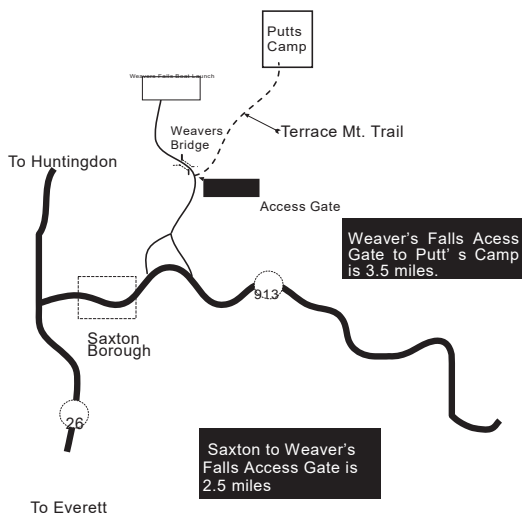 Putts
Camp
Weavers Falls Boat Launch
Weavers
Bridge
Terrace Mt. Trail
To Huntingdon
Access Gate
Weaver's Falls Acess
Gate to Putt' s Camp
is 3.5 miles.
913
Saxton
Borough
26
Saxton to Weaver's
Falls Access Gate is
2.5 miles
To Everett